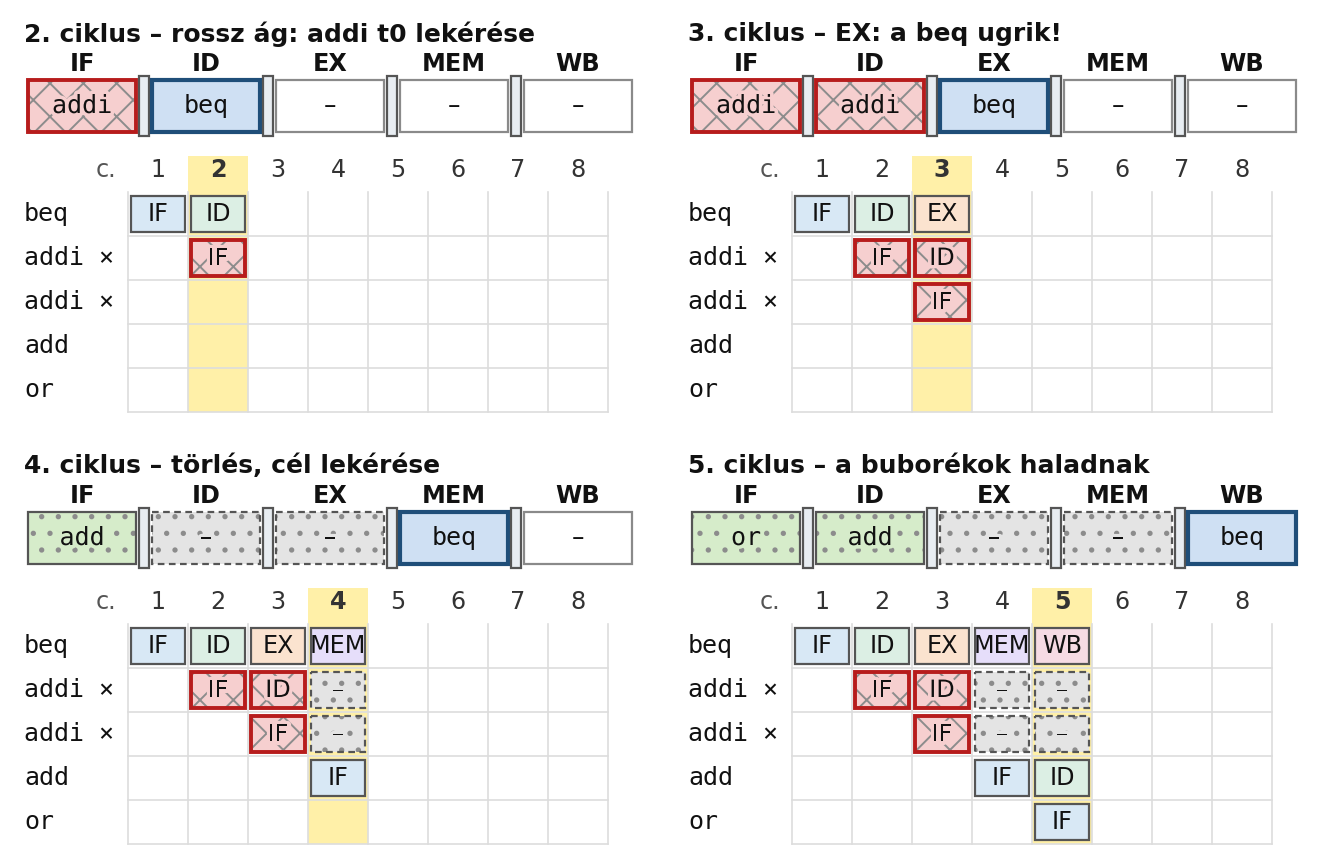 2. ciklus – rossz ág: addi t0 lekérése
IF ID EX MEM WB
addi beq – – –
c. 1 2 3 4 5 6 7 8
beq IF ID
addi × IF
addi ×
add
or
3. ciklus – EX: a beq ugrik!
IF ID EX MEM WB
addi addi beq – –
c. 1 2 3 4 5 6 7 8
beq IF ID EX
addi × IF ID
addi × IF
add
or
4. ciklus – törlés, cél lekérése
IF ID EX MEM WB
add – – beq –
c. 1 2 3 4 5 6 7 8
beq IF ID EX MEM
addi × IF ID –
addi × IF –
add IF
or
5. ciklus – a buborékok haladnak
IF ID EX MEM WB
or add – – beq
c. 1 2 3 4 5 6 7 8
beq IF ID EX MEM WB
addi × IF ID – –
addi × IF – –
add IF ID
or IF